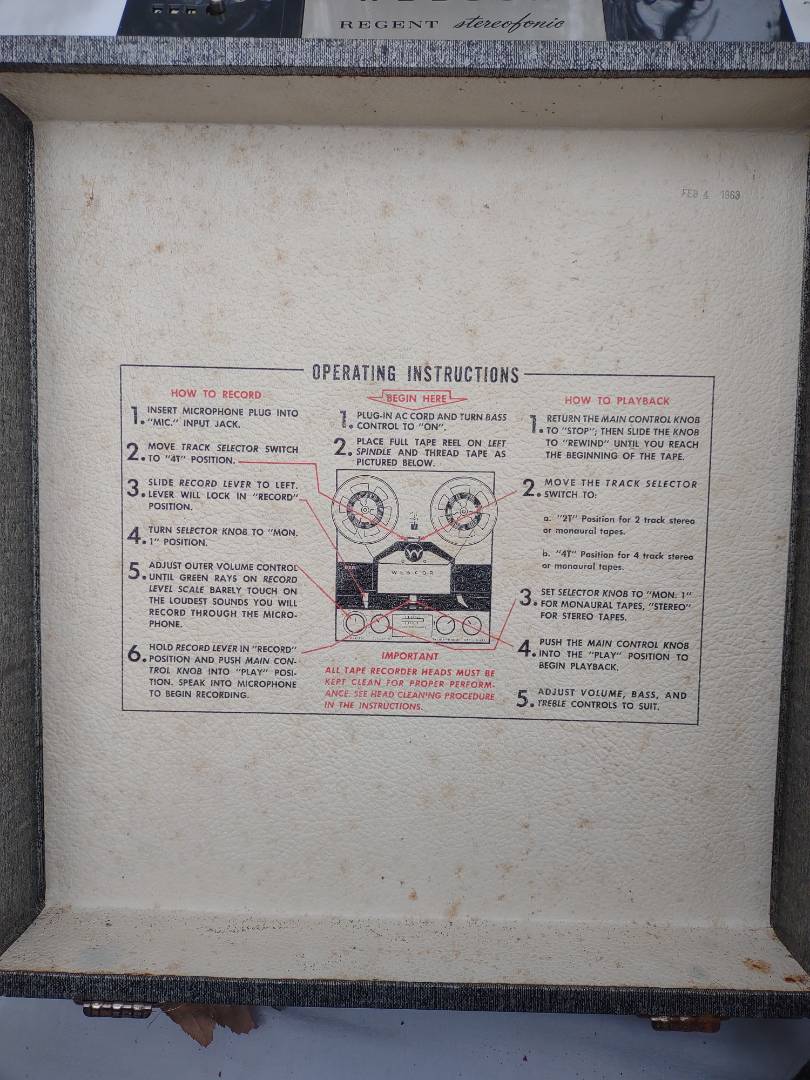 REGENT stereofonic
FEB 4 1963
OPERATING INSTRUCTIONS
HOW TO RECORD
1. INSERT MICROPHONE PLUG INTO
"MIC." INPUT JACK.
2. MOVE TRACK SELECTOR SWITCH
TO "4T" POSITION.
3. SLIDE RECORD LEVER TO LEFT.
LEVER WILL LOCK IN "RECORD"
POSITION.
4. TURN SELECTOR KNOB TO "MON.
1" POSITION.
5. ADJUST OUTER VOLUME CONTROL
UNTIL GREEN RAYS ON RECORD
LEVEL SCALE BARELY TOUCH ON
THE LOUDEST SOUNDS YOU WILL
RECORD THROUGH THE MICRO-
PHONE.
6. HOLD RECORD LEVER IN "RECORD"
POSITION AND PUSH MAIN CON-
TROL KNOB INTO "PLAY" POSI-
TION. SPEAK INTO MICROPHONE
TO BEGIN RECORDING.
BEGIN HERE
1. PLUG-IN AC CORD AND TURN BASS
CONTROL TO "ON".
2. PLACE FULL TAPE REEL ON LEFT
SPINDLE AND THREAD TAPE AS
PICTURED BELOW.
WEBCOR
IMPORTANT
ALL TAPE RECORDER HEADS MUST BE
KEPT CLEAN FOR PROPER PERFORM-
ANCE. SEE HEAD CLEANING PROCEDURE
IN THE INSTRUCTIONS.
HOW TO PLAYBACK
1. RETURN THE MAIN CONTROL KNOB
TO "STOP"; THEN SLIDE THE KNOB
TO "REWIND" UNTIL YOU REACH
THE BEGINNING OF THE TAPE.
2. MOVE THE TRACK SELECTOR
SWITCH TO:
a. "2T" Position for 2 track stereo
or monaural tapes.
b. "4T" Position for 4 track stereo
or monaural tapes.
3. SET SELECTOR KNOB TO "MON. 1"
FOR MONAURAL TAPES, "STEREO"
FOR STEREO TAPES.
4. PUSH THE MAIN CONTROL KNOB
INTO THE "PLAY" POSITION TO
BEGIN PLAYBACK.
5. ADJUST VOLUME, BASS, AND
TREBLE CONTROLS TO SUIT.